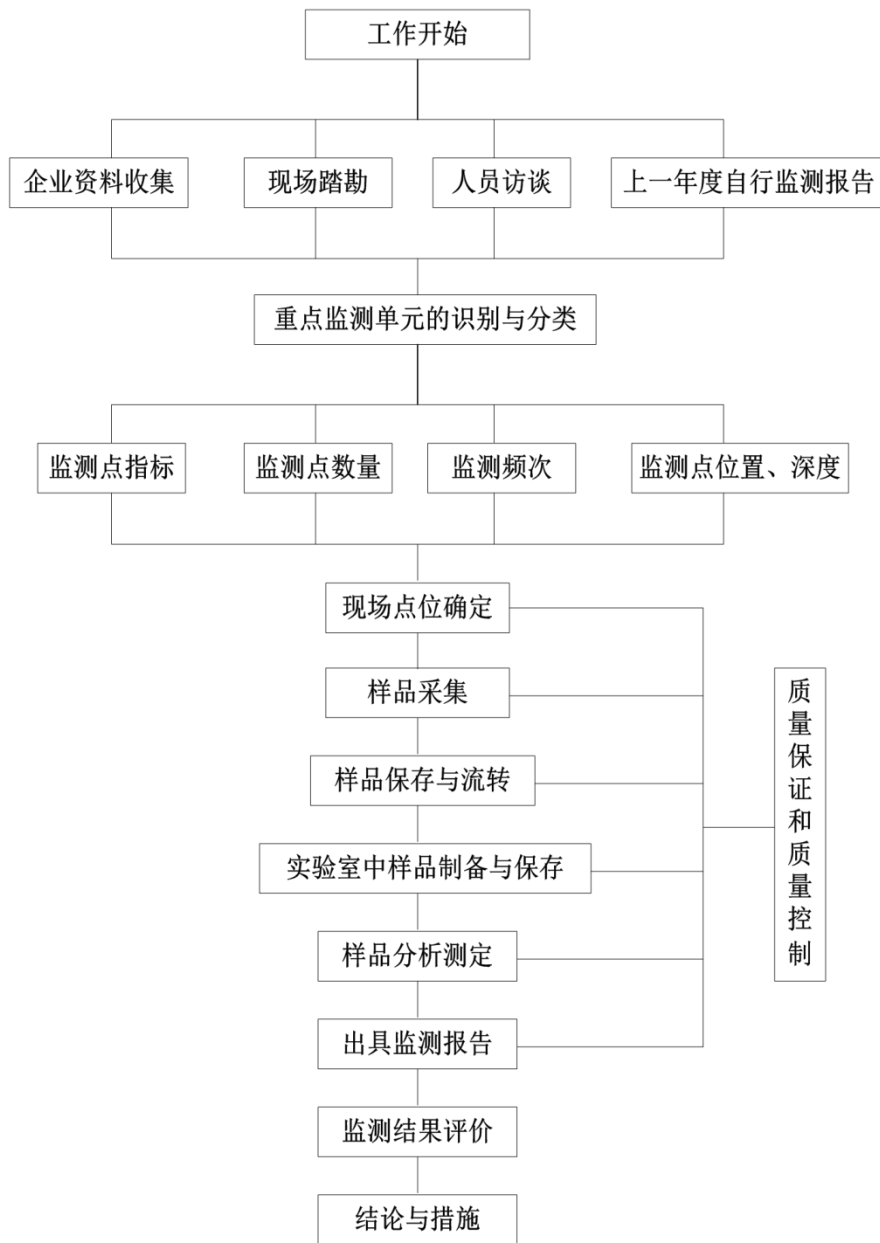 工作开始
企业资料收集
现场踏勘
人员访谈
上一年度自行监测报告
重点监测单元的识别与分类
监测点指标
监测点数量
监测频次
监测点位置、深度
现场点位确定
样品采集
样品保存与流转
实验室中样品制备与保存
样品分析测定
出具监测报告
质量保证和质量控制
监测结果评价
结论与措施